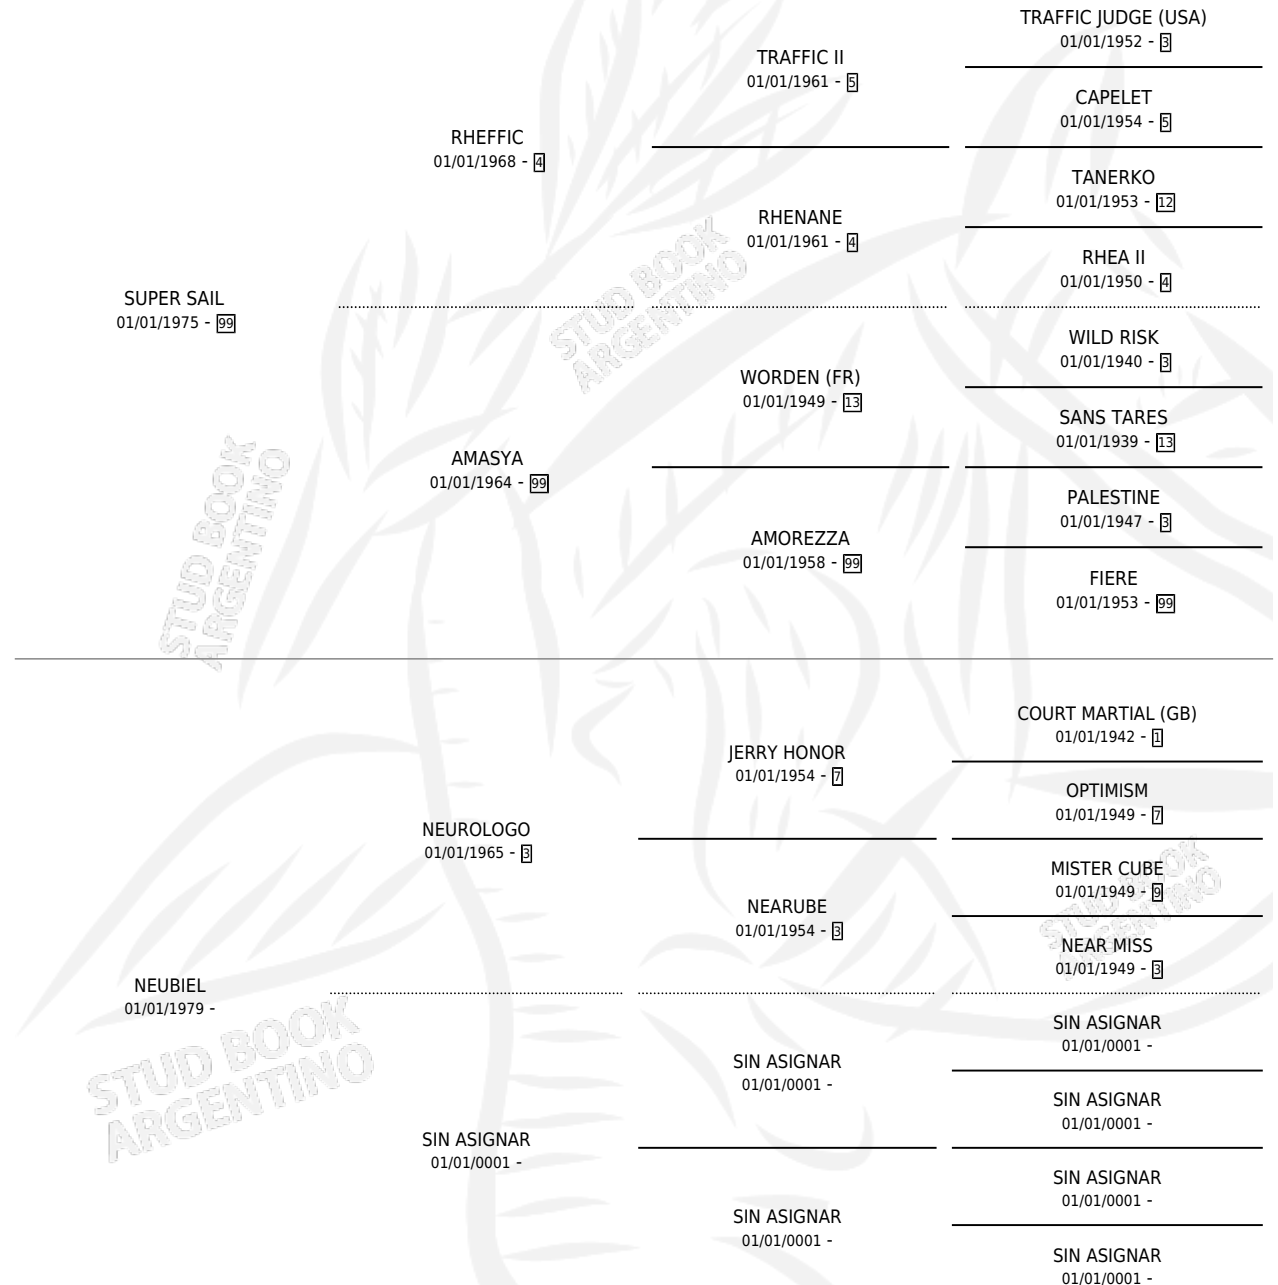 TRAFFIC JUDGE (USA)
01/01/1952 - 3
TRAFFIC II
01/01/1961 - 5
CAPELET
01/01/1954 - 5
RHEFFIC
01/01/1968 - 4
TANERKO
01/01/1953 - 12
RHENANE
01/01/1961 - 4
RHEA II
01/01/1950 - 4
SUPER SAIL
01/01/1975 - 99
WILD RISK
01/01/1940 - 3
WORDEN (FR)
01/01/1949 - 13
SANS TARES
01/01/1939 - 13
AMASYA
01/01/1964 - 99
PALESTINE
01/01/1947 - 3
AMOREZZA
01/01/1958 - 99
FIERE
01/01/1953 - 99
STUD BOOK
ARGENTINO
STUD BOOK
ARGENTINO
COURT MARTIAL (GB)
01/01/1942 - 1
JERRY HONOR
01/01/1954 - 7
OPTIMISM
01/01/1949 - 7
NEUROLOGO
01/01/1965 - 3
MISTER CUBE
01/01/1949 - 9
NEARUBE
01/01/1954 - 3
NEAR MISS
01/01/1949 - 3
NEUBIEL
01/01/1979 -
SIN ASIGNAR
01/01/0001 -
SIN ASIGNAR
01/01/0001 -
SIN ASIGNAR
01/01/0001 -
SIN ASIGNAR
01/01/0001 -
SIN ASIGNAR
01/01/0001 -
SIN ASIGNAR
01/01/0001 -
SIN ASIGNAR
01/01/0001 -
STUD BOOK
ARGENTINO
STUD BOOK
ARGENTINO